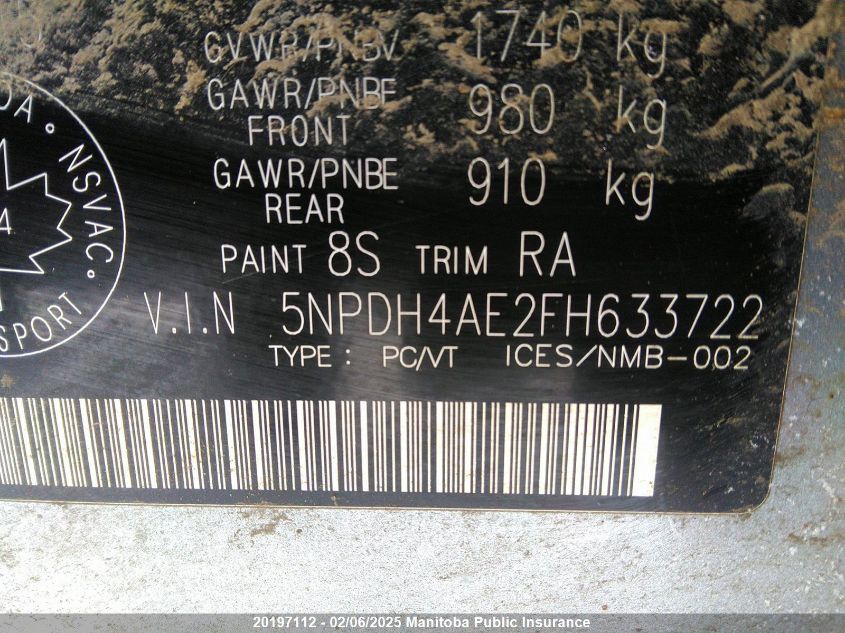 GVWR/PNBV 1740 kg
GAWR/PNBE 980 kg
FRONT
GAWR/PNBE 910 kg
REAR
PAINT 8S TRIM RA
V.I.N 5NPDH4AE2FH633722
TYPE : PC/VT ICES/NMB-002
NSVAC.
SPORT
4
20197112 - 02/06/2025 Manitoba Public Insurance